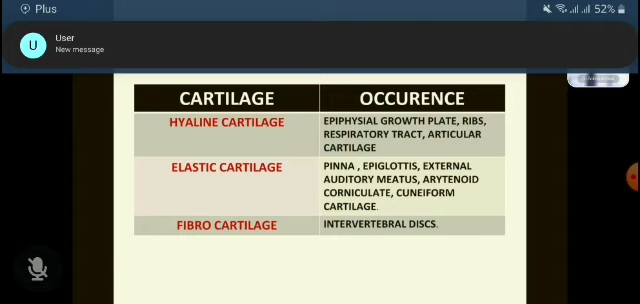 Plus
52%
U
User
New message
CARTILAGE
OCCURENCE
HYALINE CARTILAGE
EPIPHYSIAL GROWTH PLATE, RIBS,
RESPIRATORY TRACT, ARTICULAR
CARTILAGE
ELASTIC CARTILAGE
PINNA , EPIGLOTTIS, EXTERNAL
AUDITORY MEATUS, ARYTENOID
CORNICULATE, CUNEIFORM
CARTILAGE.
FIBRO CARTILAGE
INTERVERTEBRAL DISCS.